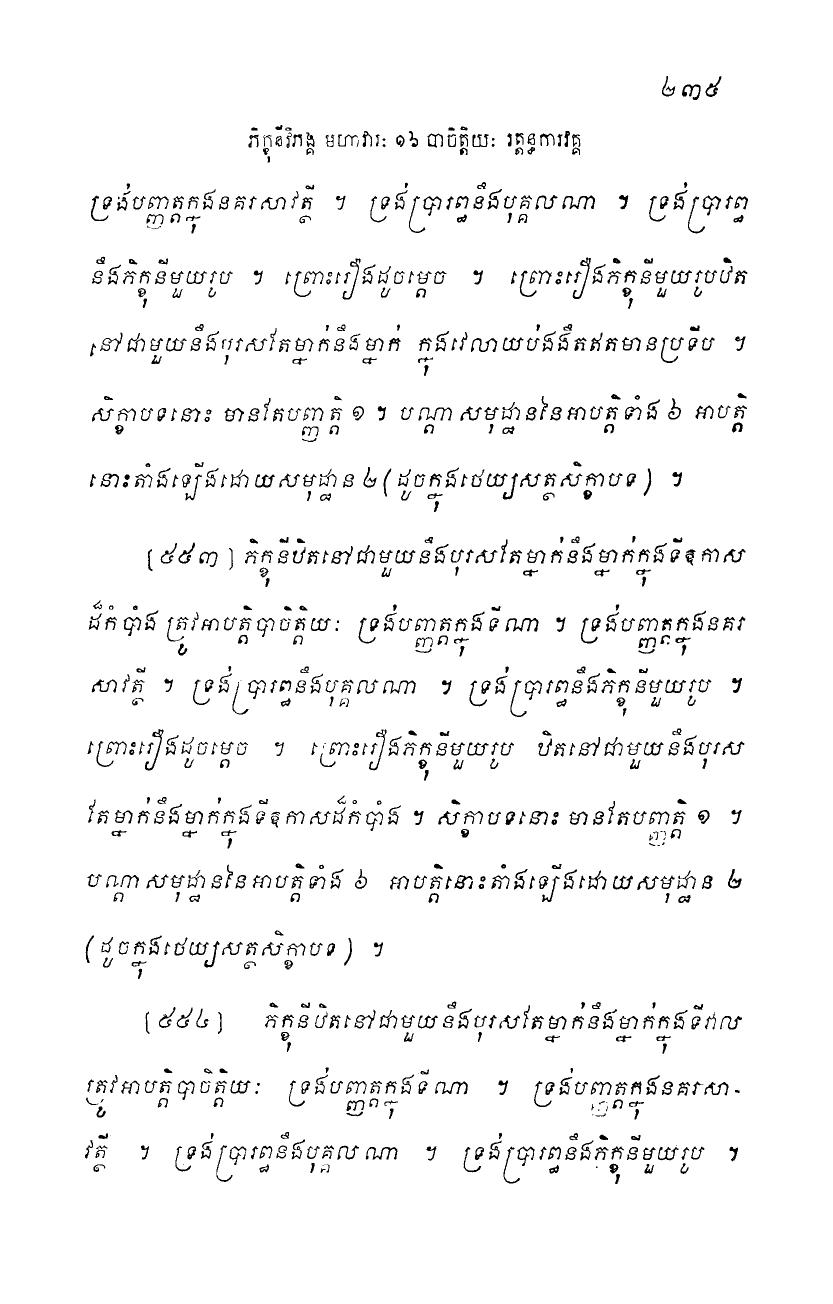 ២៣៥
ភិក្ខុនីវិភង្គ មហាវារៈ ១៦ បាចិត្តិយៈ រត្តន្ធការវគ្គ
ទ្រង់បញ្ញត្តក្នុងនគរសាវត្ថី ។ ទ្រង់ប្រារព្ធនឹងបុគ្គលណា ។ ទ្រង់ប្រារព្ធ
នឹងភិក្ខុនីមួយរូប ។ ព្រោះរឿងដូចម្តេច ។ ព្រោះរឿងភិក្ខុនីមួយរូបឋិត
នៅជាមួយនឹងបុរសតែម្នាក់នឹងម្នាក់ ក្នុងវេលាយប់ងងឹតឥតមានប្រទីប ។
សិក្ខាបទនោះ មានតែបញ្ញត្តិ ១ ។ បណ្តាសមុដ្ឋាននៃអាបត្តិទាំង ៦ អាបត្តិ
នោះតាំងឡើងដោយសមុដ្ឋាន ២ (ដូចក្នុងថេយ្យសត្ថសិក្ខាបទ) ។
[៥៥៣] ភិក្ខុនីឋិតនៅជាមួយនឹងបុរសតែម្នាក់នឹងម្នាក់ក្នុងទីឱកាស
ដ៏កំបាំង ត្រូវអាបត្តិបាចិត្តិយៈ ទ្រង់បញ្ញត្តក្នុងទីណា ។ ទ្រង់បញ្ញត្តក្នុងនគរ
សាវត្ថី ។ ទ្រង់ប្រារព្ធនឹងបុគ្គលណា ។ ទ្រង់ប្រារព្ធនឹងភិក្ខុនីមួយរូប ។
ព្រោះរឿងដូចម្តេច ។ ព្រោះរឿងភិក្ខុនីមួយរូប ឋិតនៅជាមួយនឹងបុរស
តែម្នាក់នឹងម្នាក់ក្នុងទីឱកាសដ៏កំបាំង ។ សិក្ខាបទនោះ មានតែបញ្ញត្តិ ១ ។
បណ្តាសមុដ្ឋាននៃអាបត្តិទាំង ៦ អាបត្តិនោះតាំងឡើងដោយសមុដ្ឋាន ២
(ដូចក្នុងថេយ្យសត្ថសិក្ខាបទ) ។
[៥៥៤] ភិក្ខុនីឋិតនៅជាមួយនឹងបុរសតែម្នាក់នឹងម្នាក់ក្នុងទីវាល
ត្រូវអាបត្តិបាចិត្តិយៈ ទ្រង់បញ្ញត្តក្នុងទីណា ។ ទ្រង់បញ្ញត្តក្នុងនគរសា-
វត្ថី ។ ទ្រង់ប្រារព្ធនឹងបុគ្គលណា ។ ទ្រង់ប្រារព្ធនឹងភិក្ខុនីមួយរូប ។